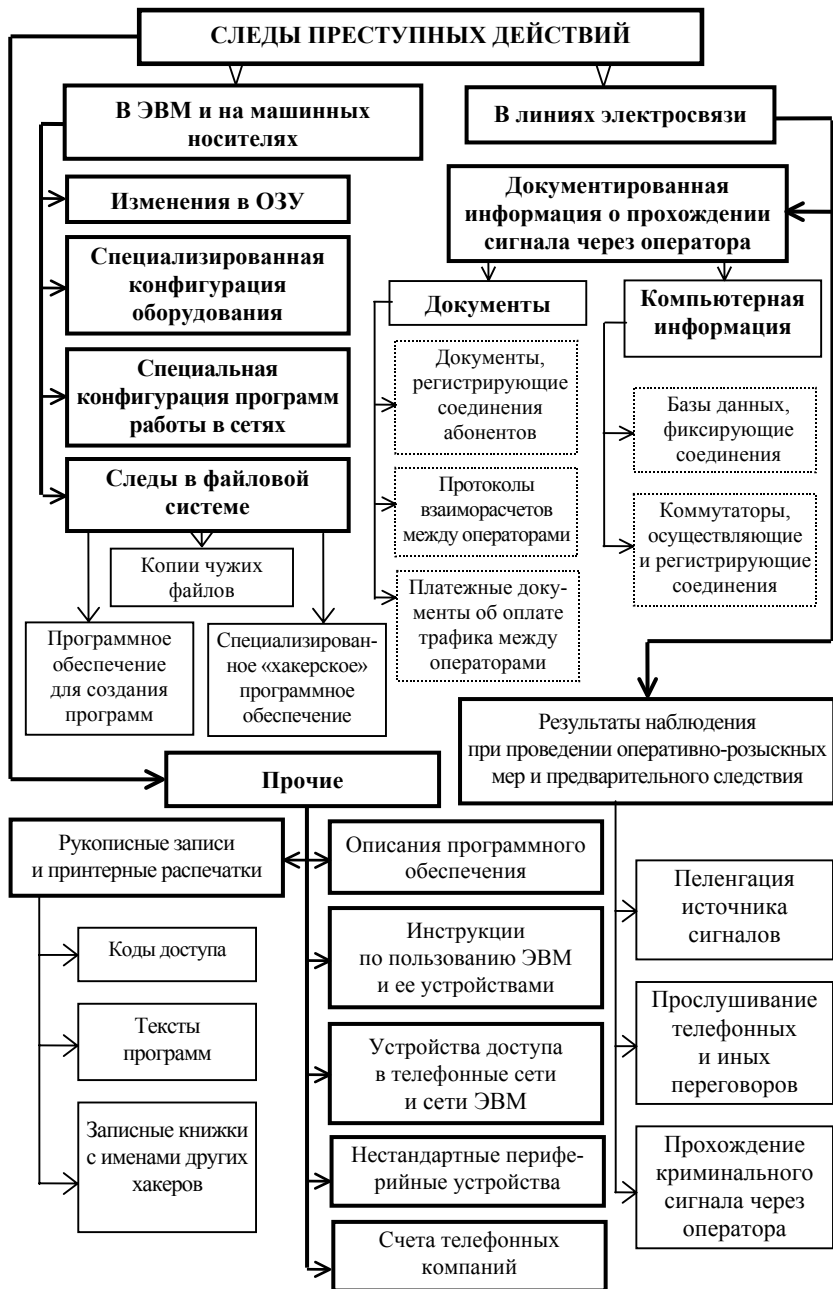 СЛЕДЫ ПРЕСТУПНЫХ ДЕЙСТВИЙ
В ЭВМ и на машинных
носителях
В линиях электросвязи
Изменения в ОЗУ
Специализированная
конфигурация
оборудования
Специальная
конфигурация программ
работы в сетях
Следы в файловой
системе
Копии чужих
файлов
Программное
обеспечение
для создания
программ
Специализирован-
ное «хакерское»
программное
обеспечение
Документированная
информация о прохождении
сигнала через оператора
Документы
Документы,
регистрирующие
соединения
абонентов
Протоколы
взаиморасчетов
между операторами
Платежные доку-
менты об оплате
трафика между
операторами
Компьютерная
информация
Базы данных,
фиксирующие
соединения
Коммутаторы,
осуществляющие
и регистрирующие
соединения
Результаты наблюдения
при проведении оперативно-розыскных
мер и предварительного следствия
Пеленгация
источника
сигналов
Прослушивание
телефонных
и иных
переговоров
Прохождение
криминального
сигнала через
оператора
Прочие
Рукописные записи
и принтерные распечатки
Коды доступа
Тексты
программ
Записные книжки
с именами других
хакеров
Описания программного
обеспечения
Инструкции
по пользованию ЭВМ
и ее устройствами
Устройства доступа
в телефонные сети
и сети ЭВМ
Нестандартные перифе-
рийные устройства
Счета телефонных
компаний